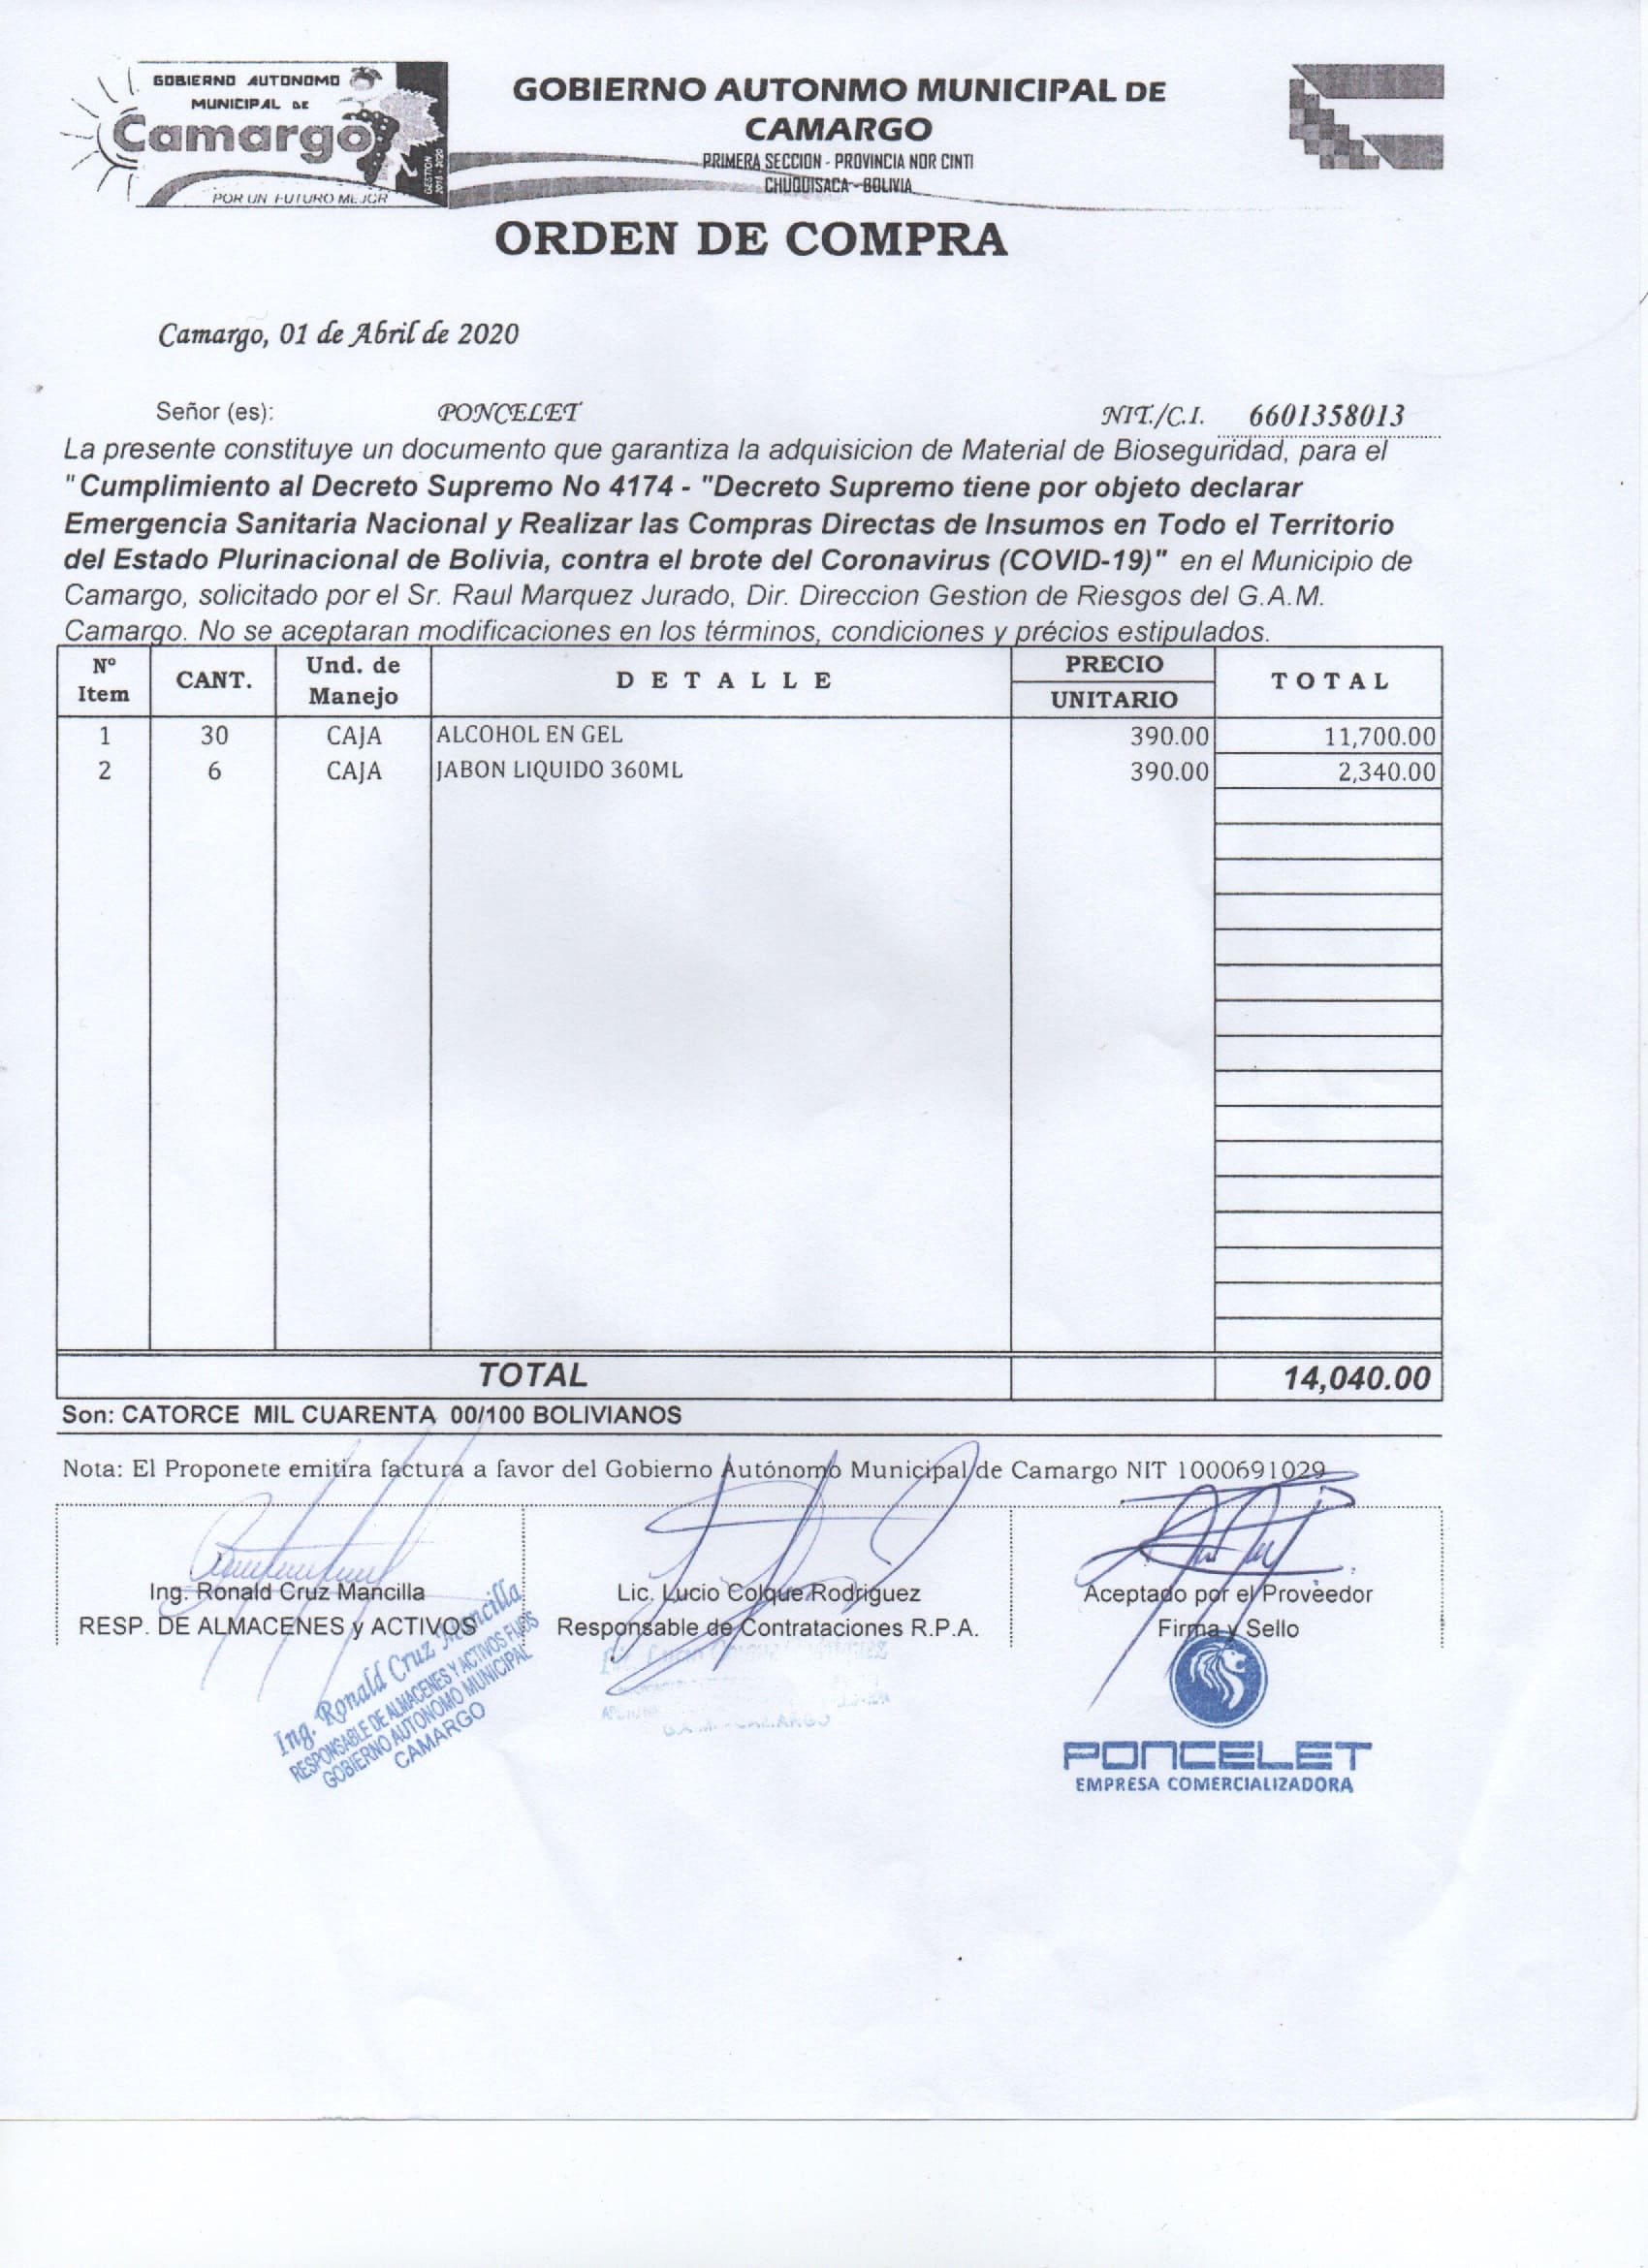 GOBIERNO AUTONOMO
MUNICIPAL DE
Camargo
GESTION
2015 - 2020
POR UN FUTURO MEJOR
GOBIERNO AUTONMO MUNICIPAL DE
CAMARGO
PRIMERA SECCION - PROVINCIA NOR CINTI
CHUQUISACA - BOLIVIA
ORDEN DE COMPRA
Camargo, 01 de Abril de 2020
Señor (es): PONCELET NIT./C.I. 6601358013
La presente constituye un documento que garantiza la adquisicion de Material de Bioseguridad, para el
"Cumplimiento al Decreto Supremo No 4174 - "Decreto Supremo tiene por objeto declarar
Emergencia Sanitaria Nacional y Realizar las Compras Directas de Insumos en Todo el Territorio
del Estado Plurinacional de Bolivia, contra el brote del Coronavirus (COVID-19)" en el Municipio de
Camargo, solicitado por el Sr. Raul Marquez Jurado, Dir. Direccion Gestion de Riesgos del G.A.M.
Camargo. No se aceptaran modificaciones en los términos, condiciones y précios estipulados.
Nº Item CANT. Und. de Manejo DETALLE PRECIO UNITARIO TOTAL
1 30 CAJA ALCOHOL EN GEL 390.00 11,700.00
2 6 CAJA JABON LIQUIDO 360ML 390.00 2,340.00
TOTAL 14,040.00
Son: CATORCE MIL CUARENTA 00/100 BOLIVIANOS
Nota: El Proponete emitira factura a favor del Gobierno Autónomo Municipal de Camargo NIT 1000691029
Ing. Ronald Cruz Mancilla Lic. Lucio Colque Rodriguez Aceptado por el Proveedor
RESP. DE ALMACENES y ACTIVOS Responsable de Contrataciones R.P.A. Firma y Sello
Ing. Ronald Cruz Mancilla
RESPONSABLE DE ALMACENES Y ACTIVOS FIJOS
GOBIERNO AUTONOMO MUNICIPAL
CAMARGO
PONCELET
EMPRESA COMERCIALIZADORA